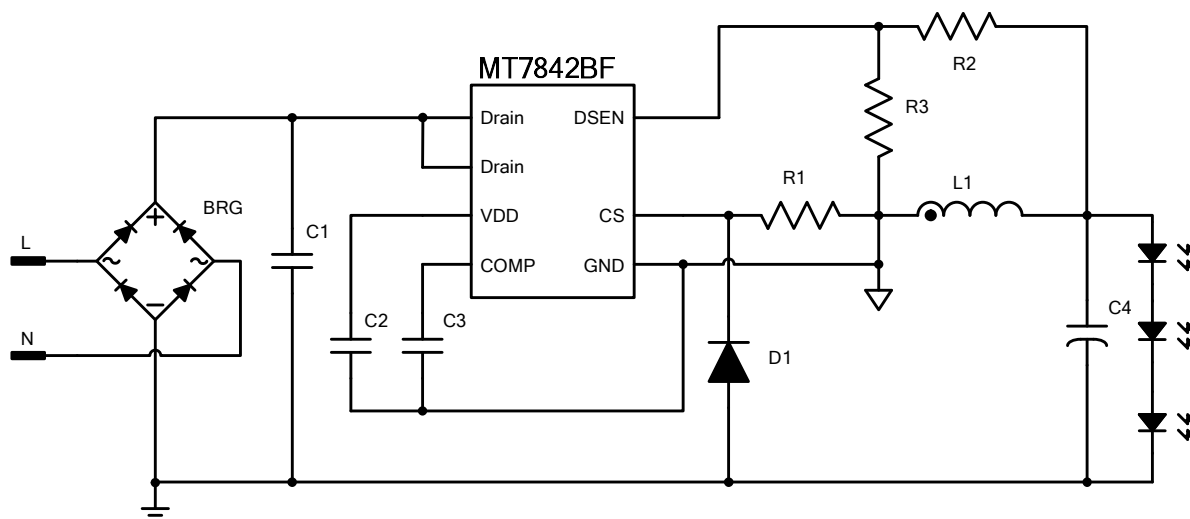 MT7842BF
R2
R3
Drain
DSEN
Drain
R1
L1
BRG
VDD
CS
L
C1
COMP
GND
C2
C3
C4
N
D1